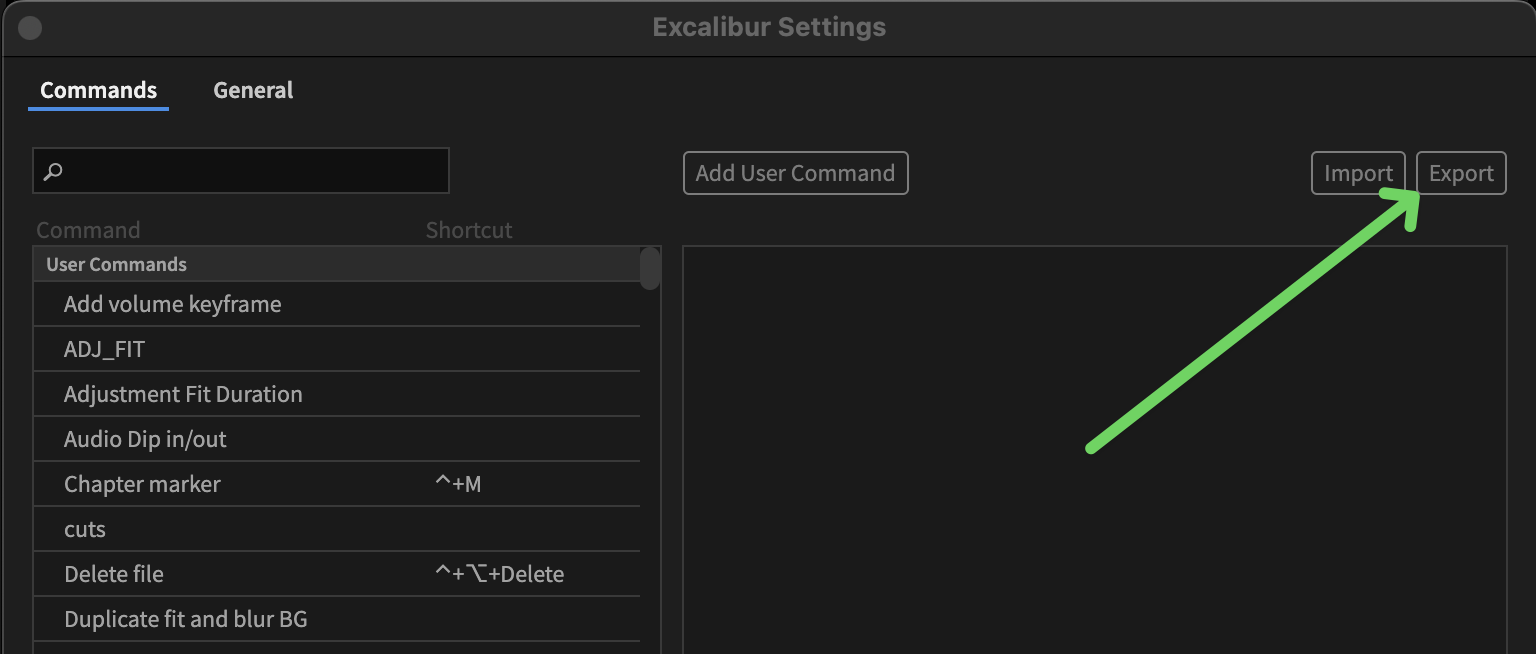 Excalibur Settings
Commands General
Add User Command Import Export
Command Shortcut
User Commands
Add volume keyframe
ADJ_FIT
Adjustment Fit Duration
Audio Dip in/out
Chapter marker ^+M
cuts
Delete file ^+⌥+Delete
Duplicate fit and blur BG